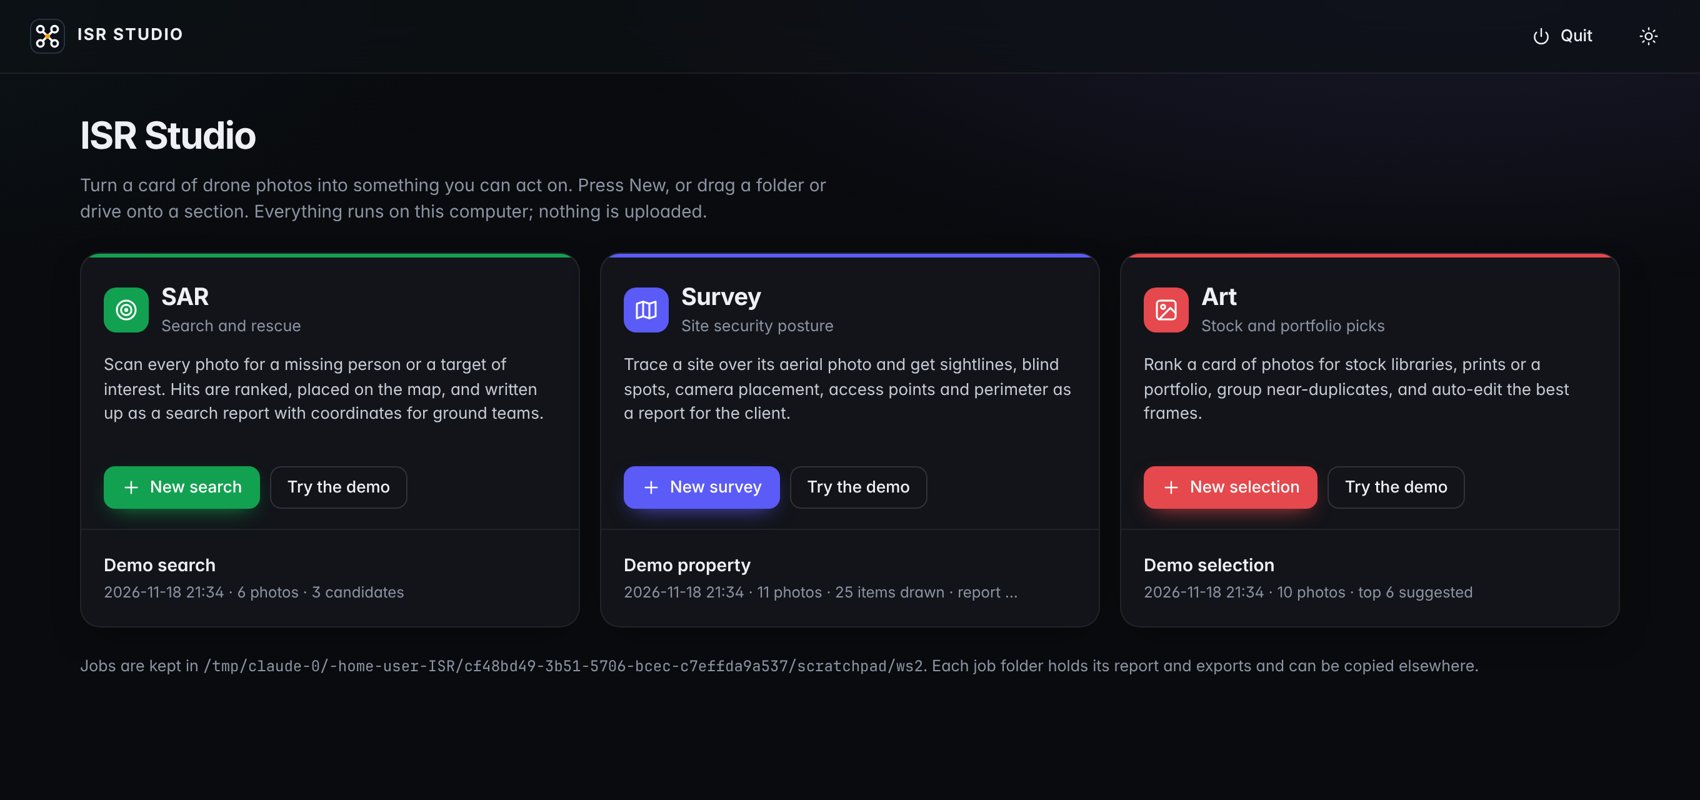 ISR STUDIO
Quit
ISR Studio
Turn a card of drone photos into something you can act on. Press New, or drag a folder or
drive onto a section. Everything runs on this computer; nothing is uploaded.
SAR
Search and rescue
Scan every photo for a missing person or a target of
interest. Hits are ranked, placed on the map, and written
up as a search report with coordinates for ground teams.
New search
Try the demo
Demo search
2026-11-18 21:34 · 6 photos · 3 candidates
Survey
Site security posture
Trace a site over its aerial photo and get sightlines, blind
spots, camera placement, access points and perimeter as
a report for the client.
New survey
Try the demo
Demo property
2026-11-18 21:34 · 11 photos · 25 items drawn · report ...
Art
Stock and portfolio picks
Rank a card of photos for stock libraries, prints or a
portfolio, group near-duplicates, and auto-edit the best
frames.
New selection
Try the demo
Demo selection
2026-11-18 21:34 · 10 photos · top 6 suggested
Jobs are kept in /tmp/claude-0/-home-user-ISR/cf48bd49-3b51-5706-bcec-c7effda9a537/scratchpad/ws2. Each job folder holds its report and exports and can be copied elsewhere.